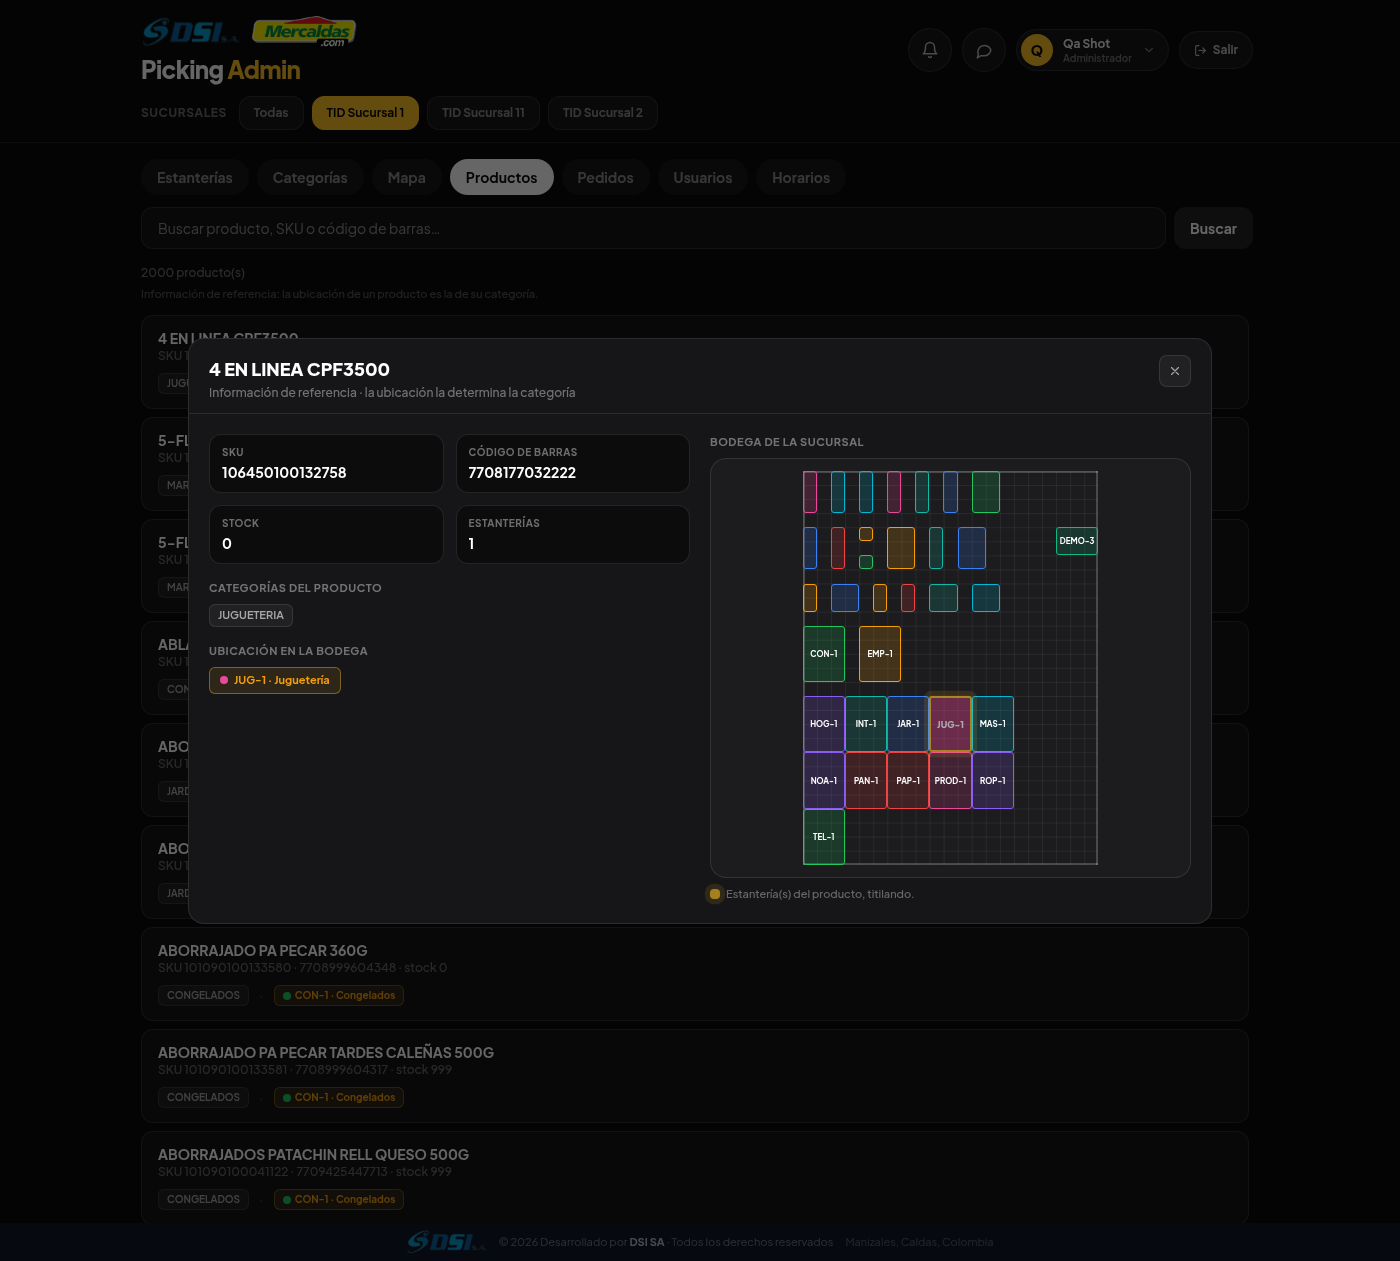 DSI S.A.
Mercaldas.com
Picking Admin
Qa Shot
Administrador
Salir
SUCURSALES
Todas
TID Sucursal 1
TID Sucursal 11
TID Sucursal 2
Estanterías
Categorías
Mapa
Productos
Pedidos
Usuarios
Horarios
Buscar producto, SKU o código de barras...
Buscar
2000 producto(s)
Información de referencia: la ubicación de un producto es la de su categoría.
4 EN LINEA CPF3500
4 EN LINEA CPF3500
Información de referencia · la ubicación la determina la categoría
SKU
106450100132758
CÓDIGO DE BARRAS
7708177032222
STOCK
0
ESTANTERÍAS
1
CATEGORÍAS DEL PRODUCTO
JUGUETERIA
UBICACIÓN EN LA BODEGA
JUG-1 · Juguetería
BODEGA DE LA SUCURSAL
DEMO-3
CON-1
EMP-1
HOG-1
INT-1
JAR-1
JUG-1
MAS-1
NOA-1
PAN-1
PAP-1
PROD-1
ROP-1
TEL-1
Estantería(s) del producto, titilando.
ABORRAJADO PA PECAR 360G
SKU 101090100133580 · 7708999604348 · stock 0
CONGELADOS
CON-1 · Congelados
ABORRAJADO PA PECAR TARDES CALEÑAS 500G
SKU 101090100133581 · 7708999604317 · stock 999
CONGELADOS
CON-1 · Congelados
ABORRAJADOS PATACHIN RELL QUESO 500G
SKU 101090100041122 · 7709425447713 · stock 999
CONGELADOS
CON-1 · Congelados
DSI S.A.
© 2026 Desarrollado por DSI SA · Todos los derechos reservados
Manizales, Caldas, Colombia